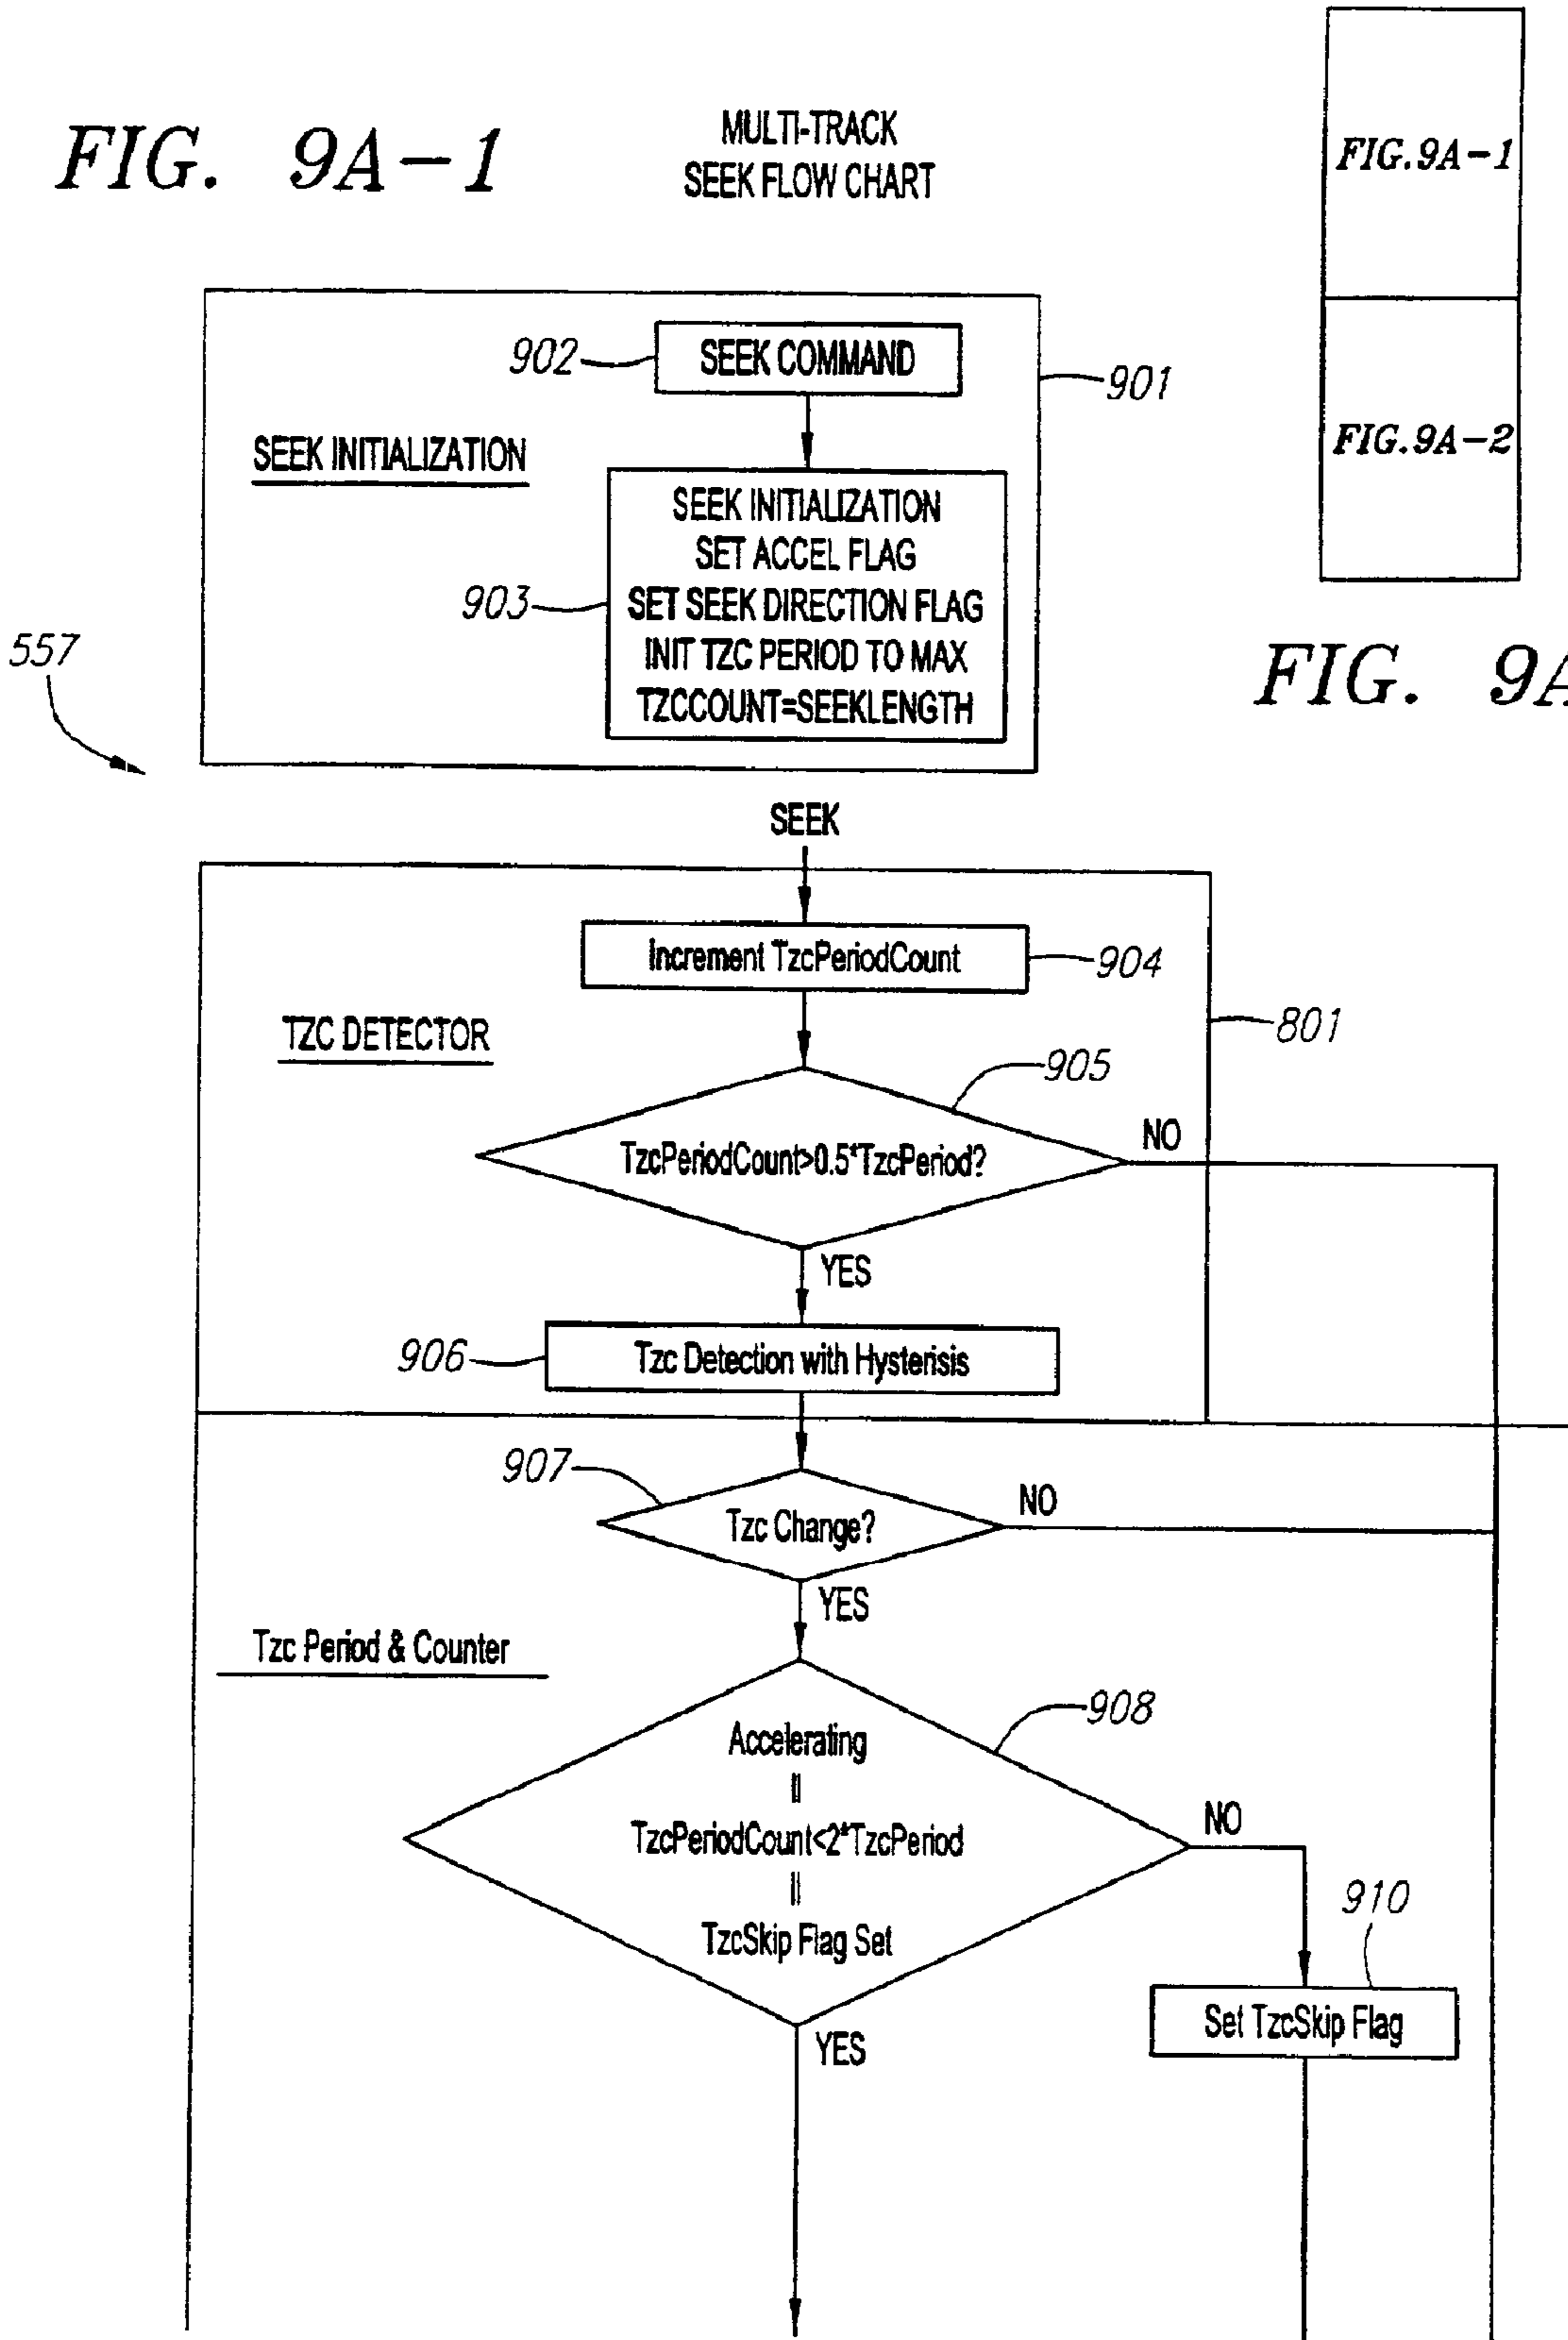 FIG. 9A-1
MULTI-TRACK
SEEK FLOW CHART
FIG.9A-1
FIG.9A-2
FIG. 9A
902
SEEK COMMAND
901
SEEK INITIALIZATION
903
SEEK INITIALIZATION
SET ACCEL FLAG
SET SEEK DIRECTION FLAG
INIT TZC PERIOD TO MAX
TZCCOUNT=SEEKLENGTH
557
SEEK
Increment TzcPeriodCount
904
TZC DETECTOR
801
905
TzcPeriodCount>0.5*TzcPeriod?
NO
YES
906
Tzc Detection with Hysterisis
907
Tzc Change?
NO
YES
Tzc Period & Counter
908
Accelerating
||
TzcPeriodCount<2*TzcPeriod
||
TzcSkip Flag Set
NO
YES
910
Set TzcSkip Flag